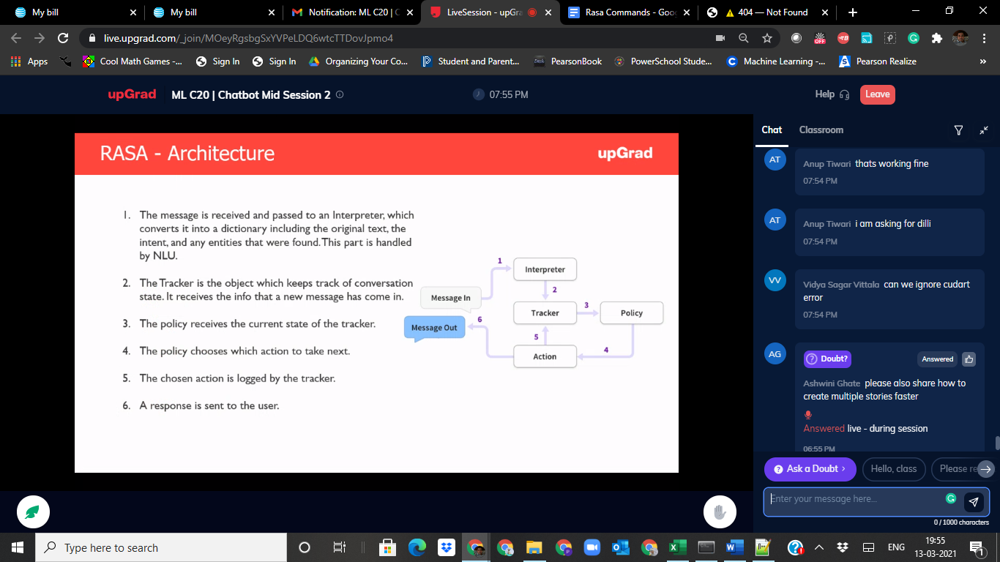 My bill
My bill
Notification: ML C20 | C
LiveSession - upGra
Rasa Commands - Goog
404 — Not Found
live.upgrad.com/_join/MOeyRgsbgSxYVPeLDQ6wtcTTDovJpmo4
OFF
Apps
Cool Math Games -...
Sign In
Sign In
Organizing Your Co...
Student and Parent...
PearsonBook
PowerSchool Stude...
Machine Learning -...
Pearson Realize
»
upGrad
ML C20 | Chatbot Mid Session 2
07:55 PM
Help
Leave
RASA - Architecture
upGrad
1. The message is received and passed to an Interpreter, which
converts it into a dictionary including the original text, the
intent, and any entities that were found. This part is handled
by NLU.
2. The Tracker is the object which keeps track of conversation
state. It receives the info that a new message has come in.
3. The policy receives the current state of the tracker.
4. The policy chooses which action to take next.
5. The chosen action is logged by the tracker.
6. A response is sent to the user.
1
Interpreter
2
Message In
Tracker
3
Policy
Message Out
6
5
4
Action
Chat
Classroom
AT
Anup Tiwari thats working fine
07:54 PM
AT
Anup Tiwari i am asking for dilli
07:54 PM
VV
Vidya Sagar Vittala can we ignore cudart
error
07:54 PM
AG
Doubt?
Answered
Ashwini Ghate please also share how to
create multiple stories faster
Answered live - during session
06:55 PM
Ask a Doubt ›
Hello, class
Please re
Enter your message here...
0 / 1000 characters
Type here to search
ENG
19:55
13-03-2021
1